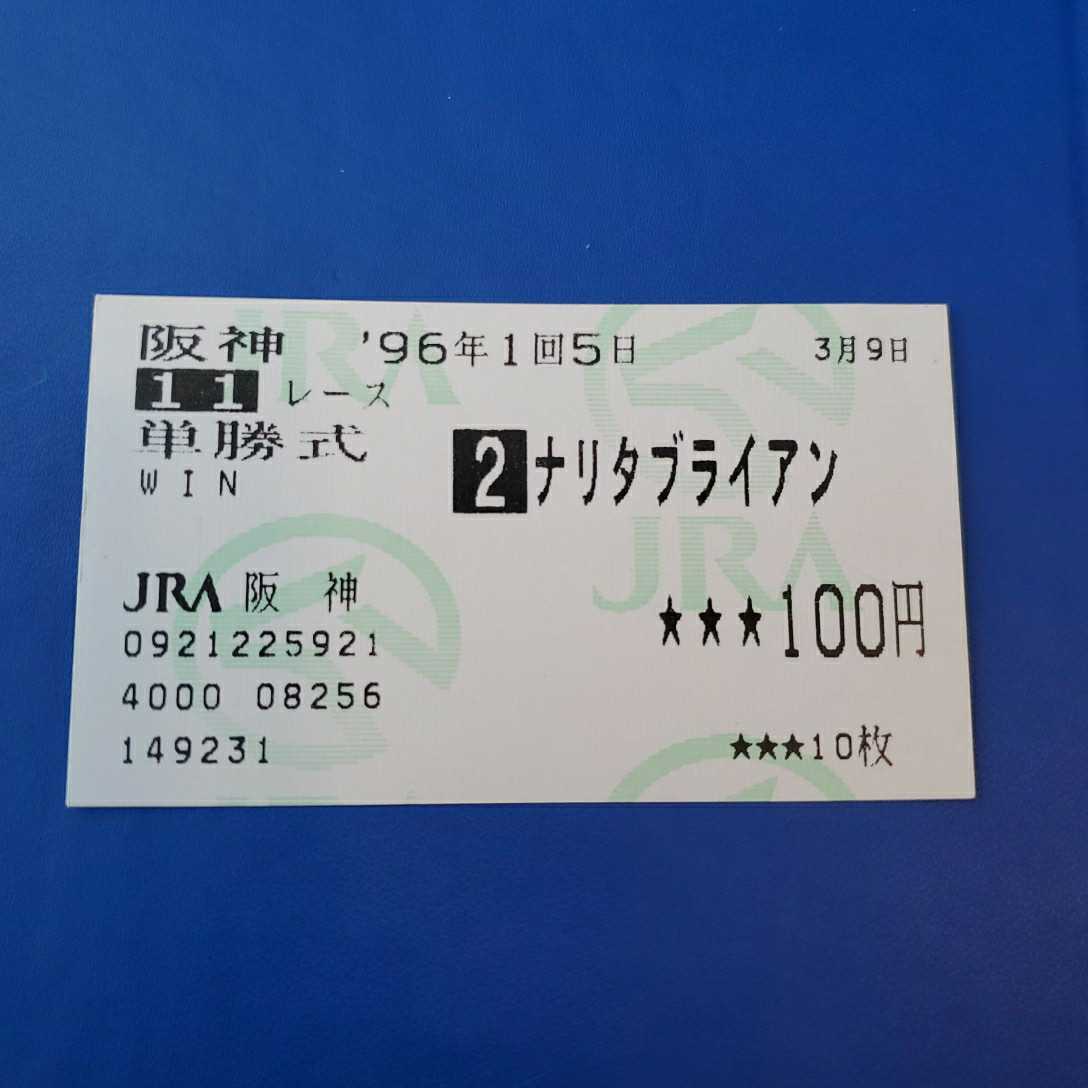 阪神 '96年1回5日 3月9日
11 レース
単勝式
WIN
2 ナリタブライアン
JRA 阪 神
0921225921
★★★100円
4000 08256
149231
★★★10枚
JRA
JRA